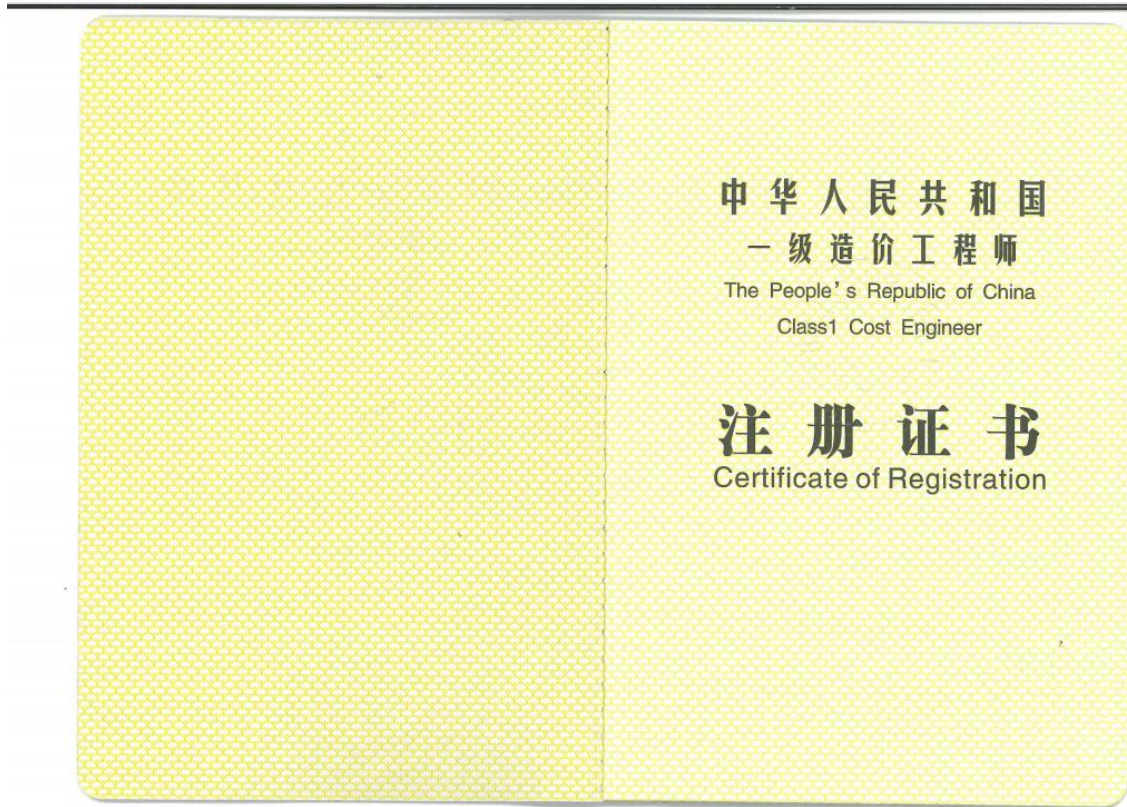 中华人民共和国
一级造价工程师
The People's Republic of China
Class1 Cost Engineer
注册证书
Certificate of Registration